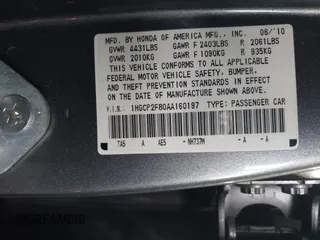 MFD. BY HONDA OF AMERICA MFG., INC. 06/'10
GVWR 4431LBS GAWR F 2403LBS R 2061LBS
GVWR 2010KG GAWR F 1090KG R 935KG
THIS VEHICLE CONFORMS TO ALL APPLICABLE
FEDERAL MOTOR VEHICLE SAFETY, BUMPER,
AND THEFT PREVENTION STANDARDS IN EFFECT
ON THE DATE OF MANUFACTURE SHOWN ABOVE.
V.I.N.: 1HGCP2F80AA160197 TYPE: PASSENGER CAR
TA5 A AES NH737M